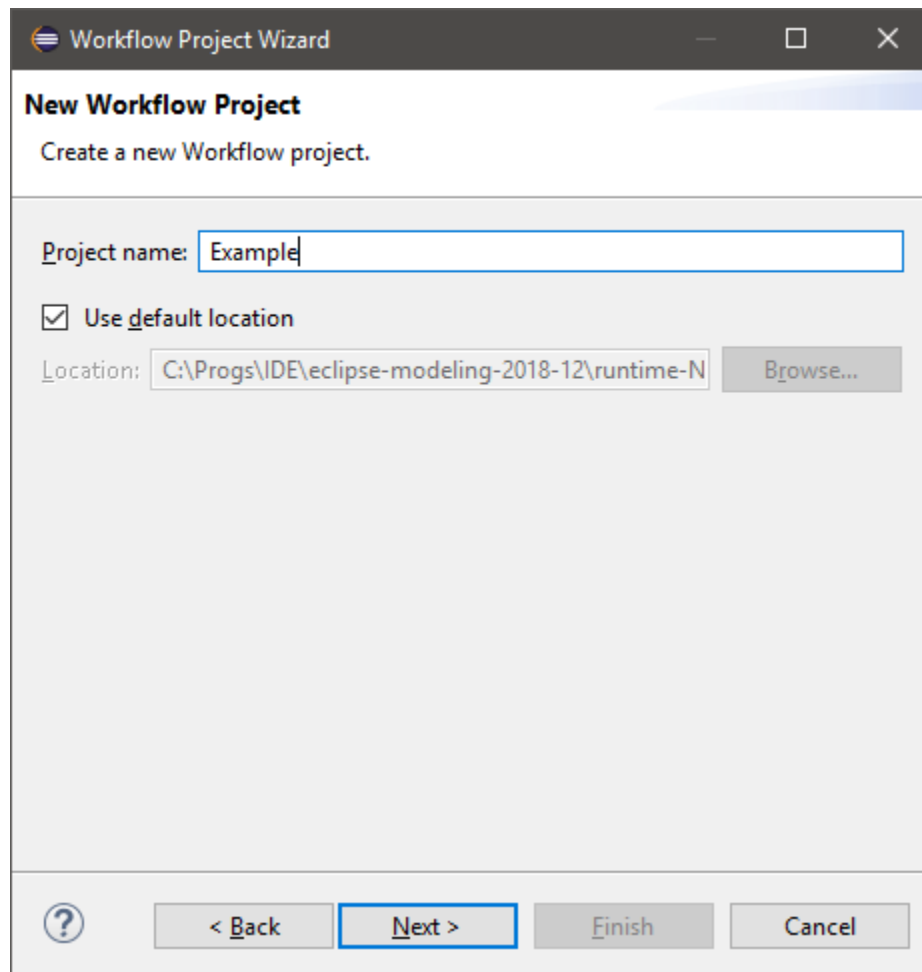 Workflow Project Wizard
New Workflow Project
Create a new Workflow project.
Project name: Example
Use default location
Location: C:\Progs\IDE\eclipse-modeling-2018-12\runtime-N Browse...
? < Back Next > Finish Cancel